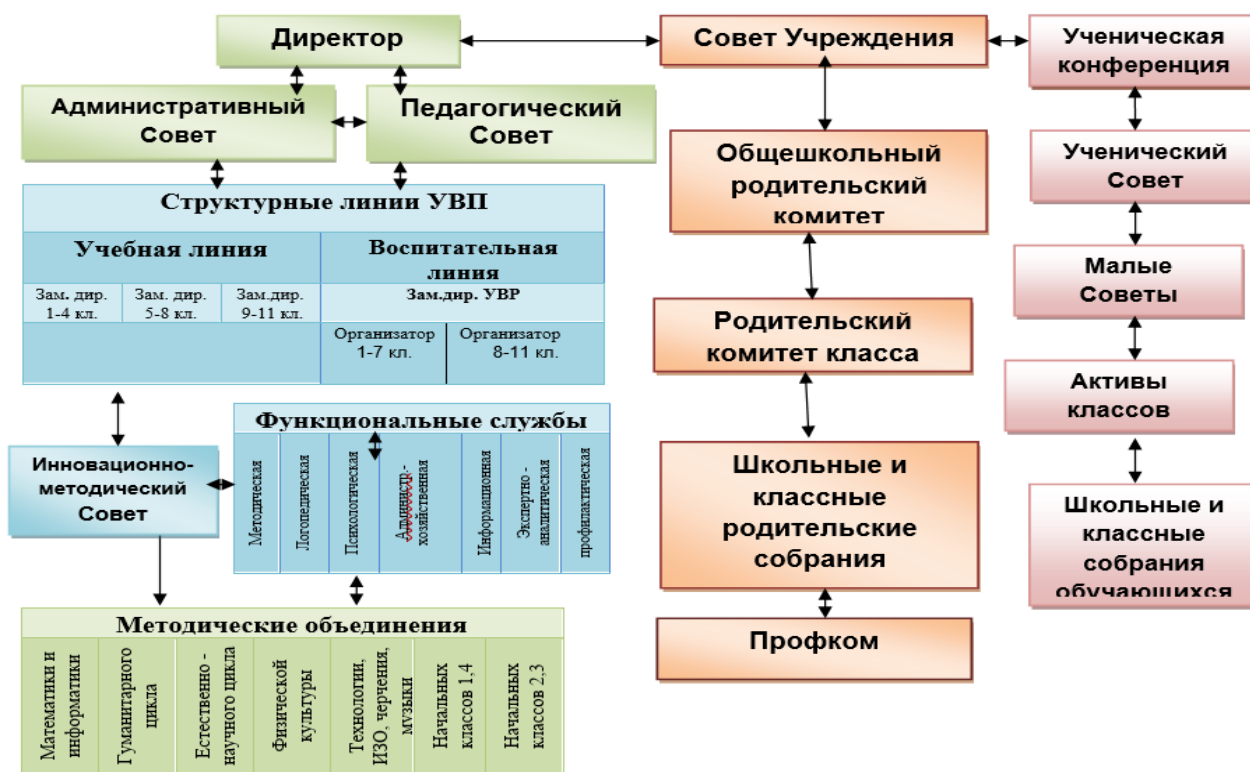 Директор
Совет Учреждения
Ученическая
конференция
Административный
Совет
Педагогический
Совет
Общешкольный
родительский
комитет
Ученический
Совет
Структурные линии УВП
Учебная линия
Воспитательная
линия
Зам. дир.
1-4 кл.
Зам. дир.
5-8 кл.
Зам.дир.
9-11 кл.
Зам.дир. УВР
Организатор
1-7 кл.
Организатор
8-11 кл.
Малые
Советы
Родительский
комитет класса
Активы
классов
Функциональные службы
Инновационно-
методический
Совет
Методическая
Логопедическая
Психологическая
Администр.-
хозяйственная
Информационная
Экспертно -
аналитическая
профилактическая
Школьные и
классные
родительские
собрания
Школьные и
классные
собрания
обучающихся
Профком
Методические объединения
Математики и
информатики
Гуманитарного
цикла
Естественно -
научного цикла
Физической
культуры
Технологии,
ИЗО, черчения,
музыки
Начальных
классов 1,4
Начальных
классов 2,3